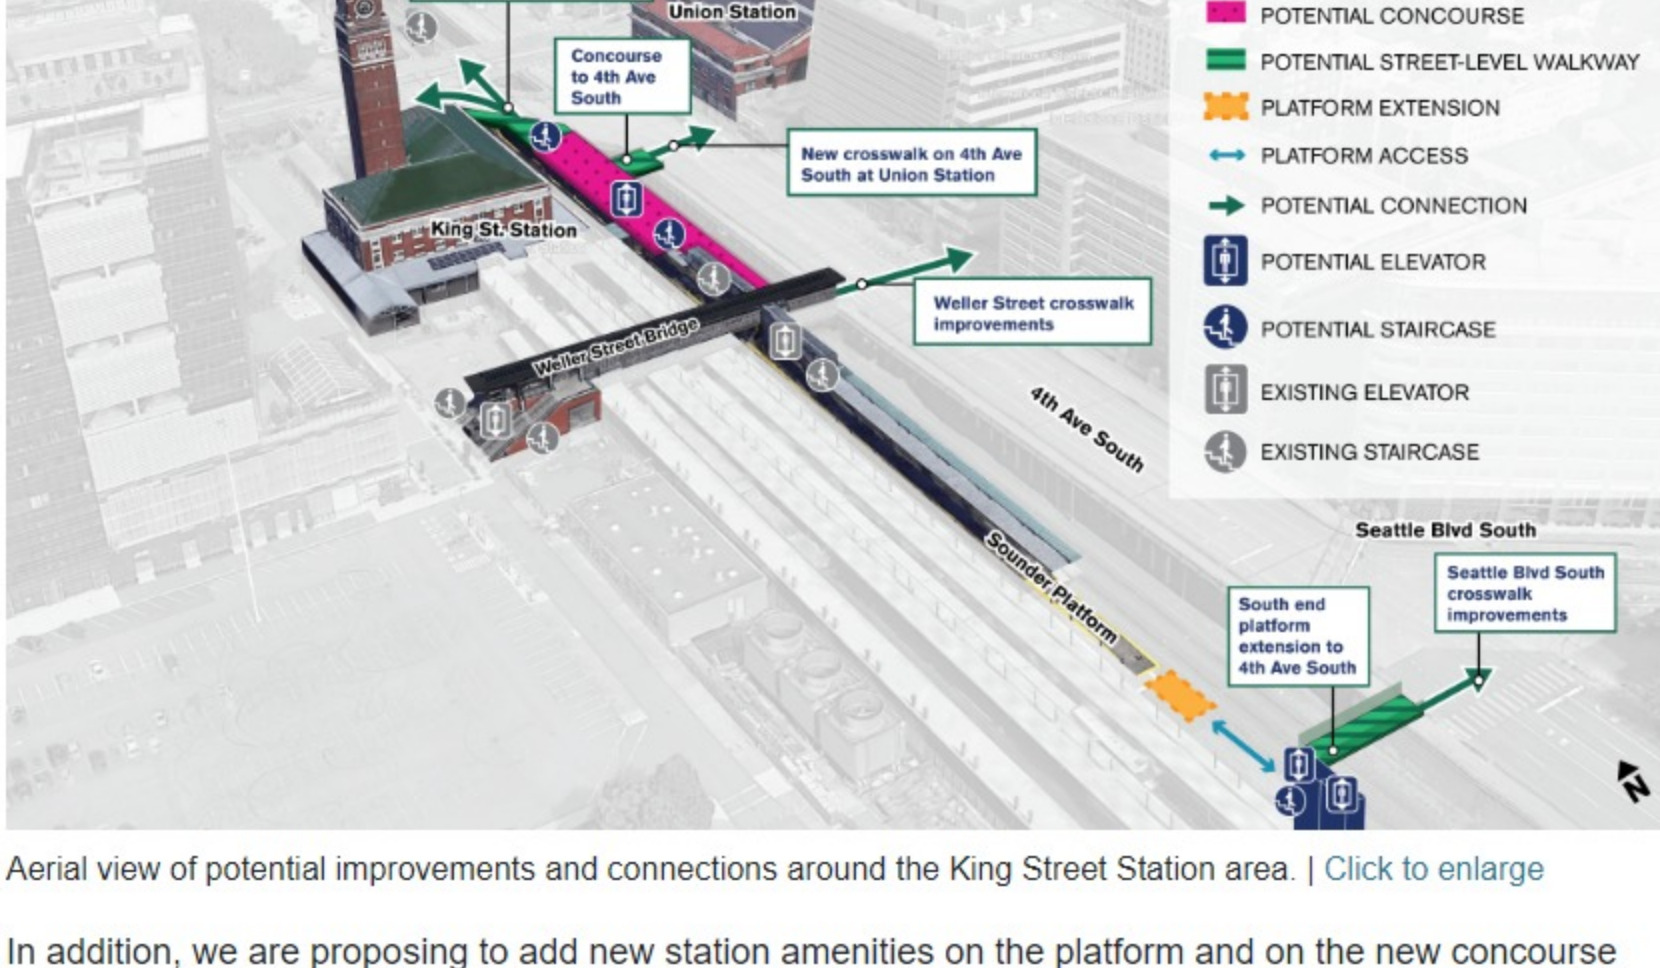 Union Station
Concourse
to 4th Ave
South
New crosswalk on 4th Ave
South at Union Station
King St. Station
Weller Street crosswalk
improvements
Weller Street Bridge
4th Ave South
Sounder Platform
Seattle Blvd South
Seattle Blvd South
crosswalk
improvements
South end
platform
extension to
4th Ave South
N
POTENTIAL CONCOURSE
POTENTIAL STREET-LEVEL WALKWAY
PLATFORM EXTENSION
PLATFORM ACCESS
POTENTIAL CONNECTION
POTENTIAL ELEVATOR
POTENTIAL STAIRCASE
EXISTING ELEVATOR
EXISTING STAIRCASE
Aerial view of potential improvements and connections around the King Street Station area. | Click to enlarge
In addition, we are proposing to add new station amenities on the platform and on the new concourse